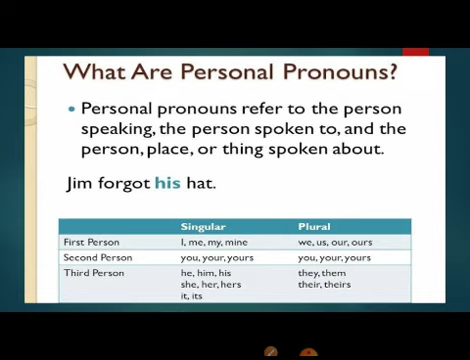 What Are Personal Pronouns?
• Personal pronouns refer to the person
speaking, the person spoken to, and the
person, place, or thing spoken about.
Jim forgot his hat.
Singular Plural
First Person I, me, my, mine we, us, our, ours
Second Person you, your, yours you, your, yours
Third Person he, him, his they, them
she, her, hers their, theirs
it, its